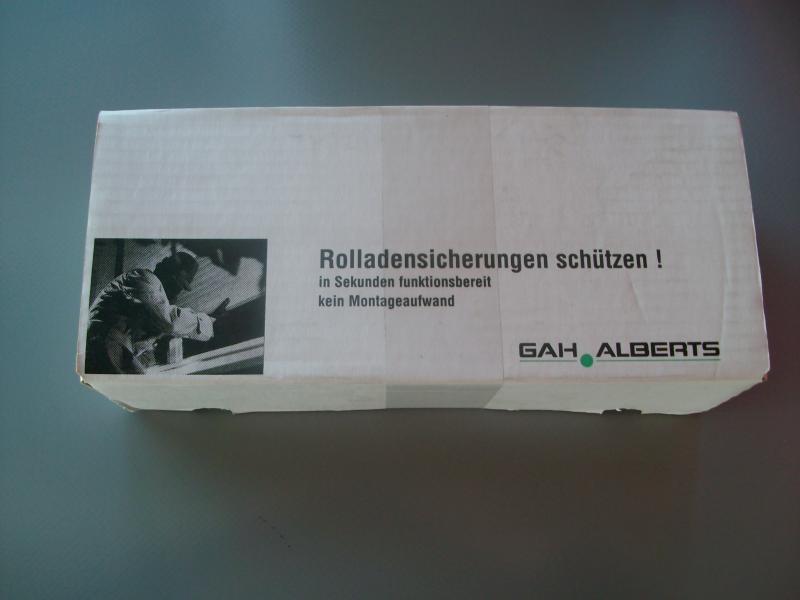 Rolladensicherungen schützen !
in Sekunden funktionsbereit
kein Montageaufwand
GAH.ALBERTS